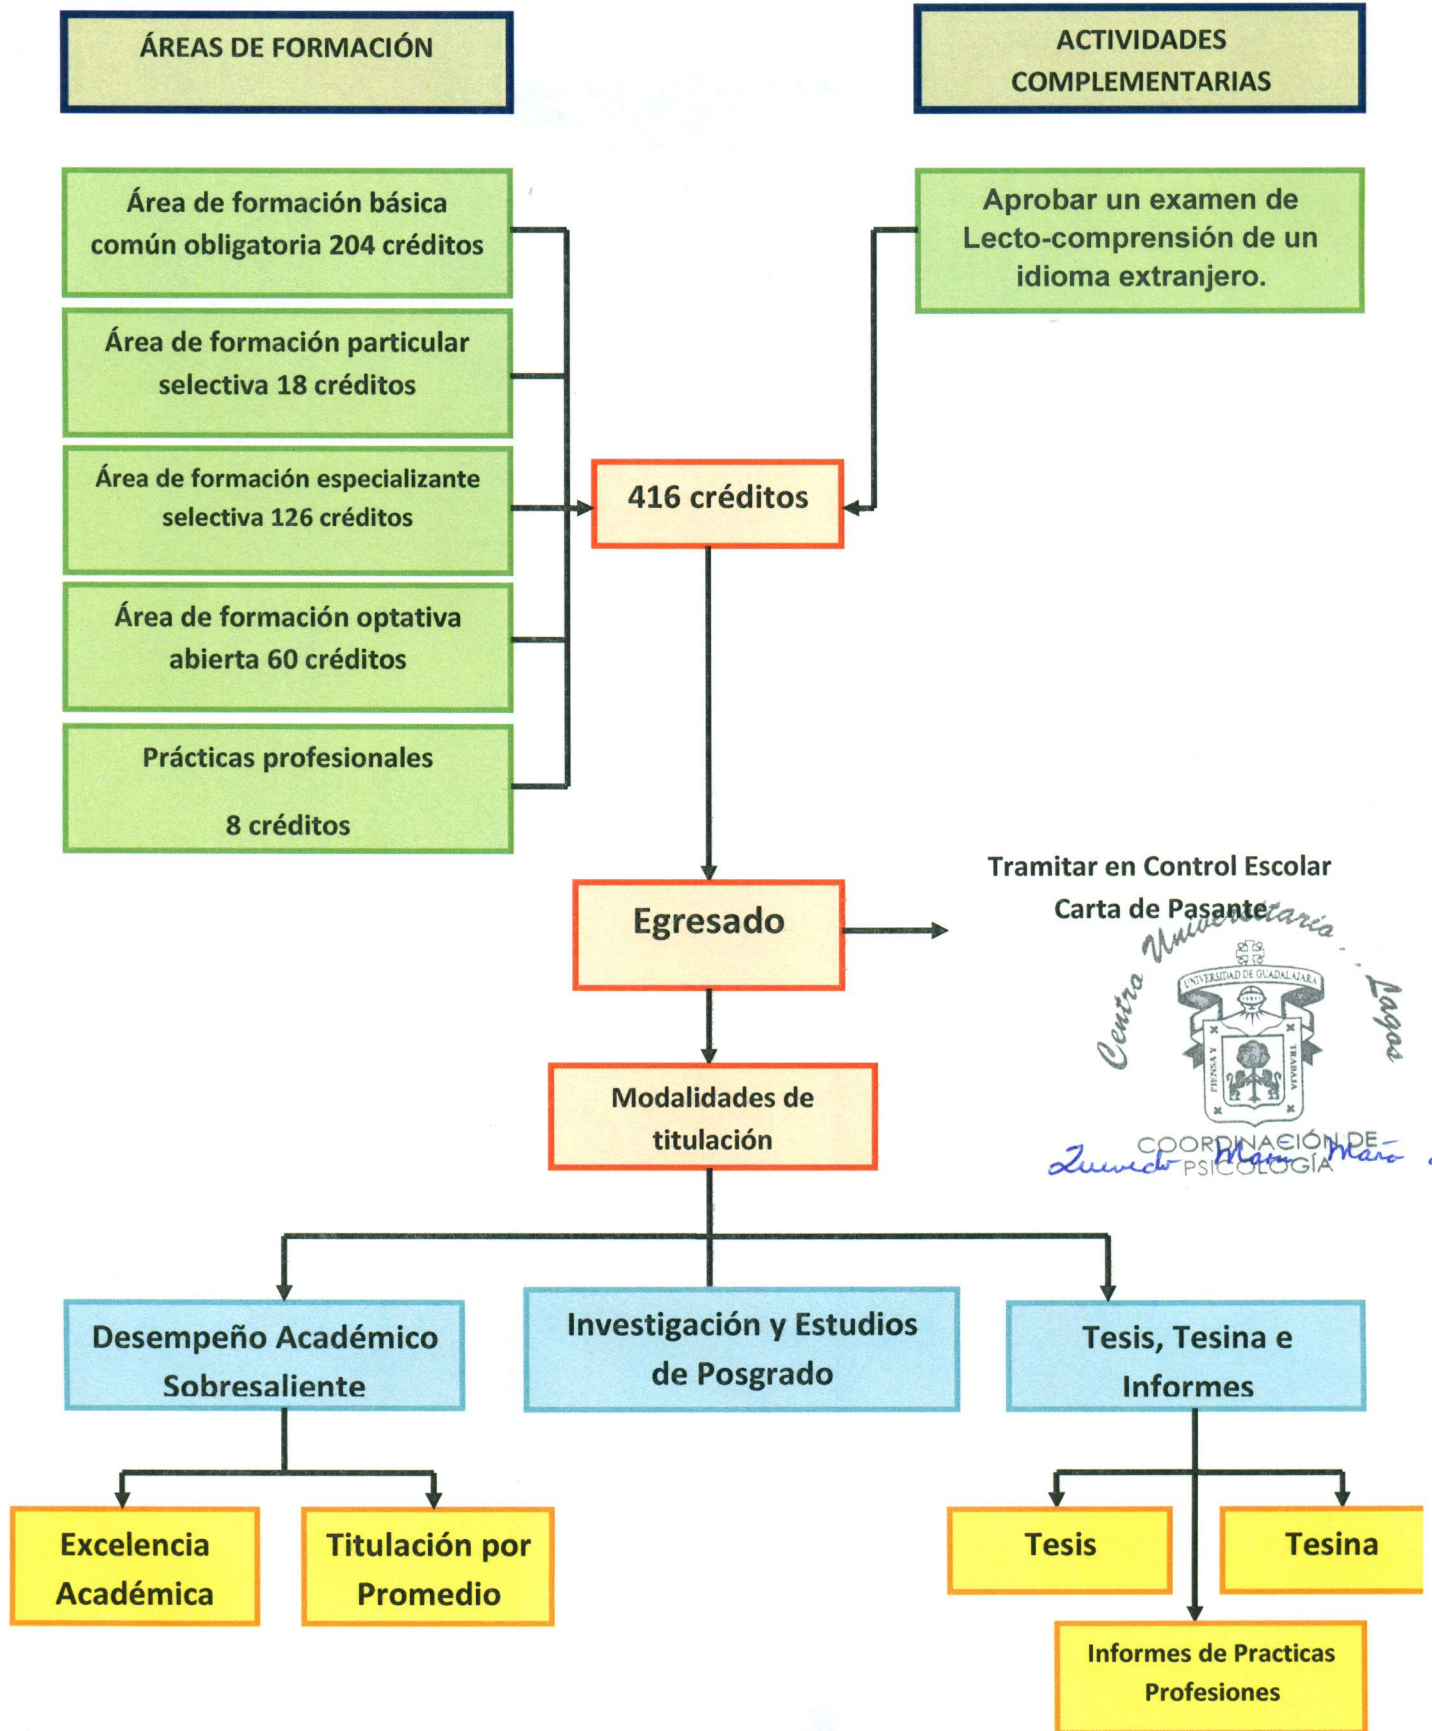 ÁREAS DE FORMACIÓN
ACTIVIDADES
COMPLEMENTARIAS
Área de formación básica
común obligatoria 204 créditos
Aprobar un examen de
Lecto-comprensión de un
idioma extranjero.
Área de formación particular
selectiva 18 créditos
Área de formación especializante
selectiva 126 créditos
416 créditos
Área de formación optativa
abierta 60 créditos
Prácticas profesionales
8 créditos
Egresado
Tramitar en Control Escolar
Carta de Pasante
Centro Universitario
Lagos
UNIVERSIDAD DE GUADALAJARA
PIENSA Y
TRABAJA
COORDINACIÓN DE
PSICOLOGÍA
Modalidades de
titulación
Desempeño Académico
Sobresaliente
Investigación y Estudios
de Posgrado
Tesis, Tesina e
Informes
Excelencia
Académica
Titulación por
Promedio
Tesis
Tesina
Informes de Practicas
Profesiones